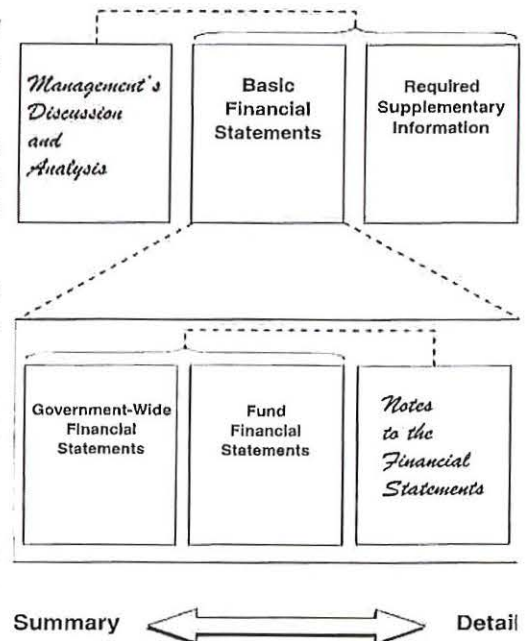 Management's
Discussion
and
Analysis
Basic
Financial
Statements
Required
Supplementary
Information
Government-Wide
Financial
Statements
Fund
Financial
Statements
Notes
to the
Financial
Statements
Summary
Detail